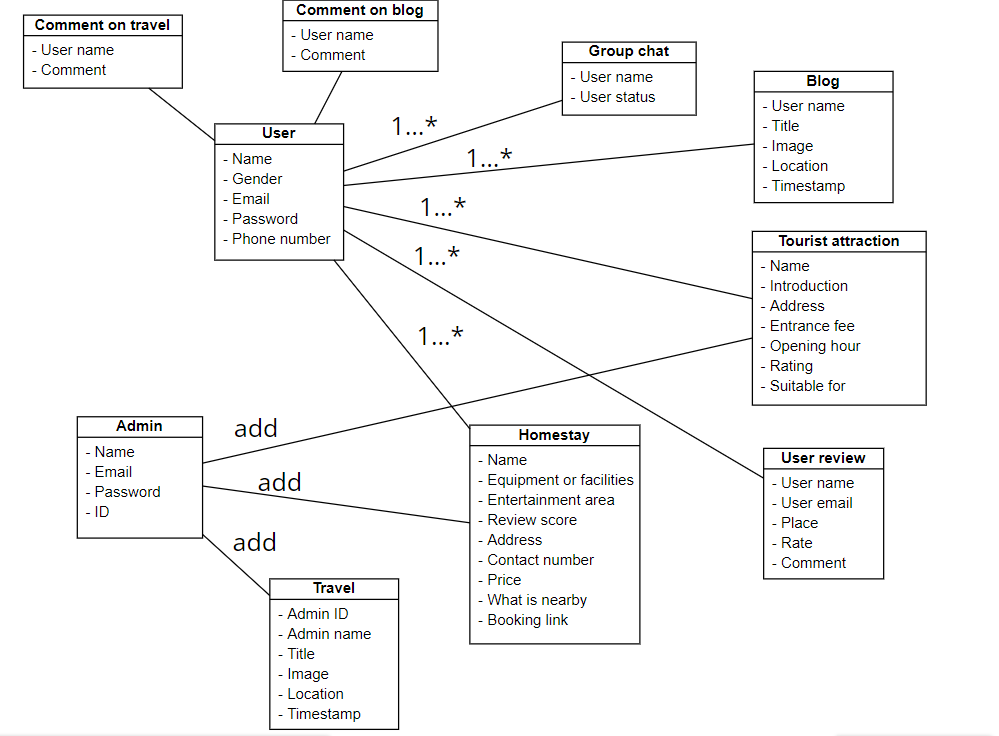 Comment on travel
- User name
- Comment
Comment on blog
- User name
- Comment
Group chat
- User name
- User status
Blog
- User name
- Title
- Image
- Location
- Timestamp
User
- Name
- Gender
- Email
- Password
- Phone number
1...*
1...*
1...*
1...*
1...*
Tourist attraction
- Name
- Introduction
- Address
- Entrance fee
- Opening hour
- Rating
- Suitable for
Admin
- Name
- Email
- Password
- ID
add
add
add
Homestay
- Name
- Equipment or facilities
- Entertainment area
- Review score
- Address
- Contact number
- Price
- What is nearby
- Booking link
User review
- User name
- User email
- Place
- Rate
- Comment
Travel
- Admin ID
- Admin name
- Title
- Image
- Location
- Timestamp